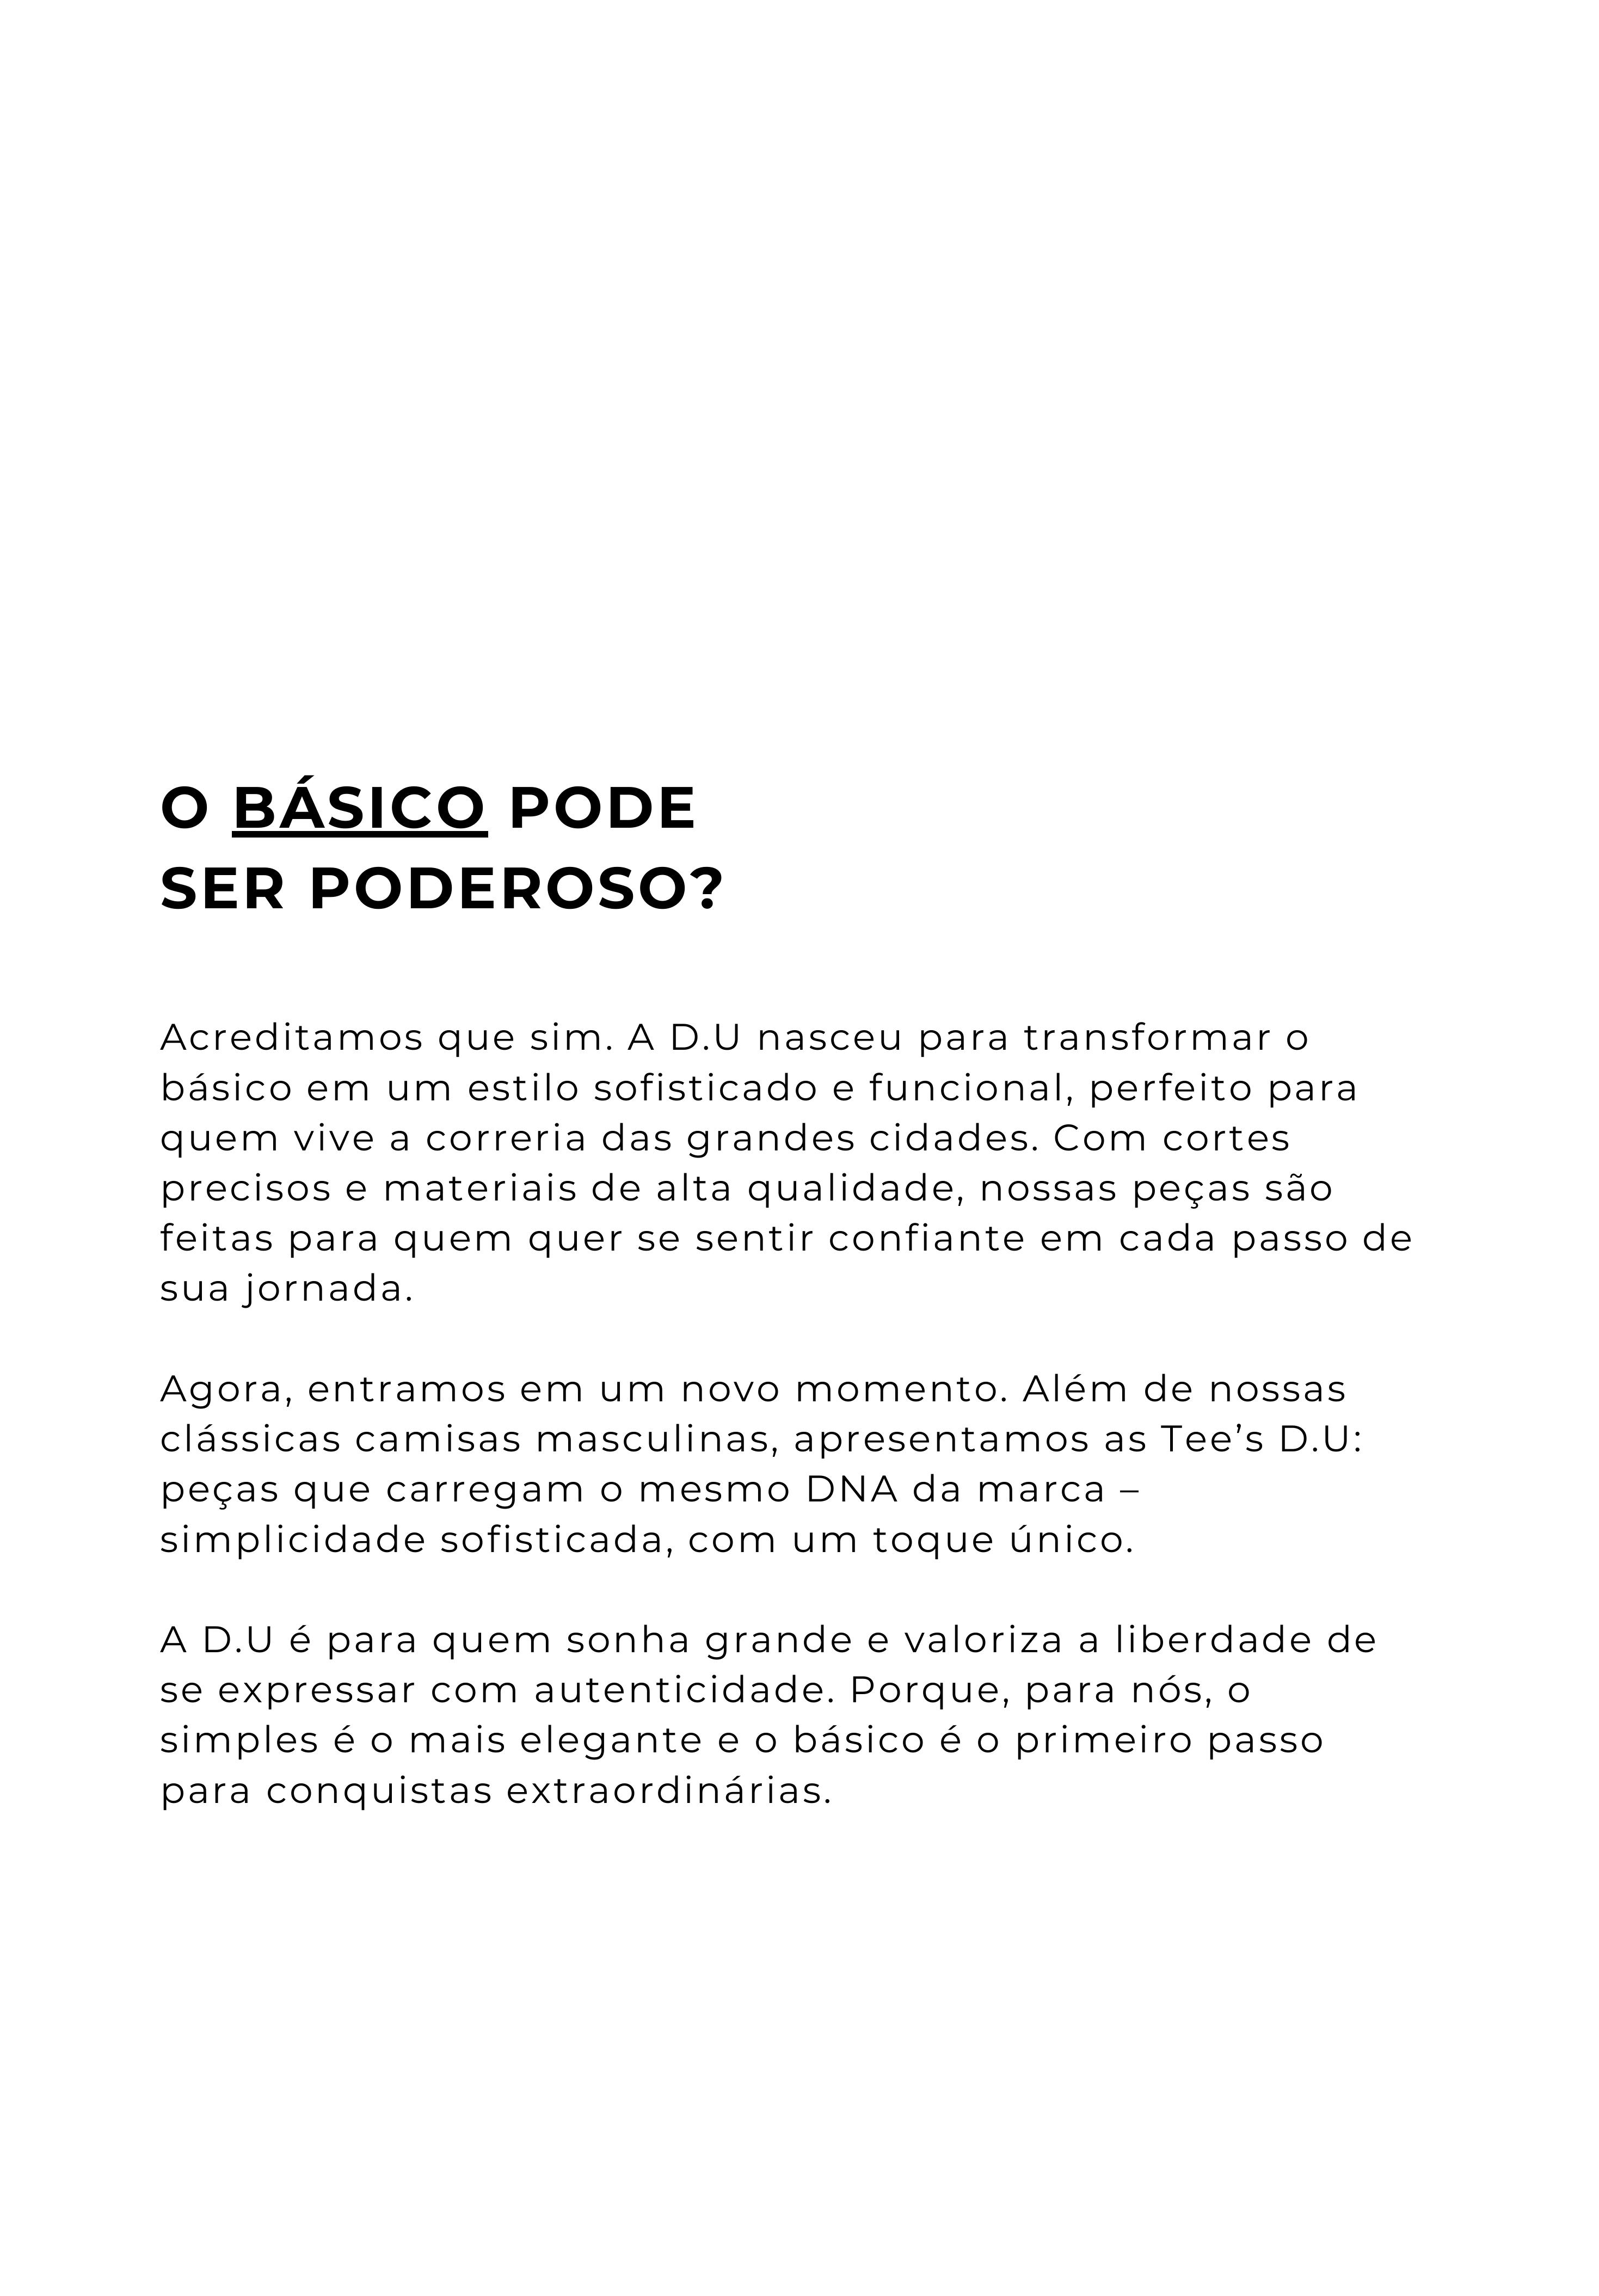 O BÁSICO PODE
SER PODEROSO?
Acreditamos que sim. A D.U nasceu para transformar o
básico em um estilo sofisticado e funcional, perfeito para
quem vive a correria das grandes cidades. Com cortes
precisos e materiais de alta qualidade, nossas peças são
feitas para quem quer se sentir confiante em cada passo de
sua jornada.
Agora, entramos em um novo momento. Além de nossas
clássicas camisas masculinas, apresentamos as Tee’s D.U:
peças que carregam o mesmo DNA da marca –
simplicidade sofisticada, com um toque único.
A D.U é para quem sonha grande e valoriza a liberdade de
se expressar com autenticidade. Porque, para nós, o
simples é o mais elegante e o básico é o primeiro passo
para conquistas extraordinárias.